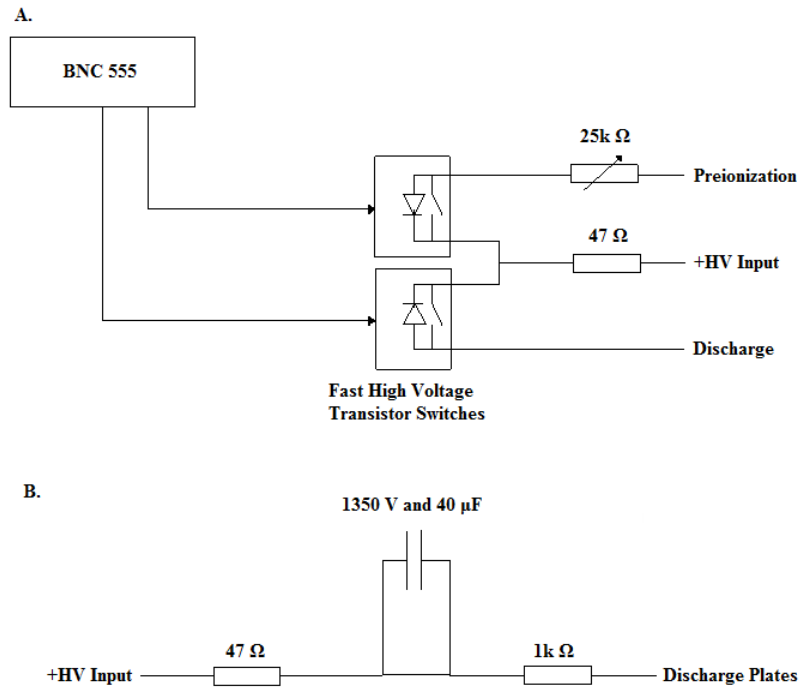 A.
BNC 555
25k Ω
Preionization
47 Ω
+HV Input
Discharge
Fast High Voltage
Transistor Switches
B.
1350 V and 40 µF
47 Ω
1k Ω
+HV Input
Discharge Plates